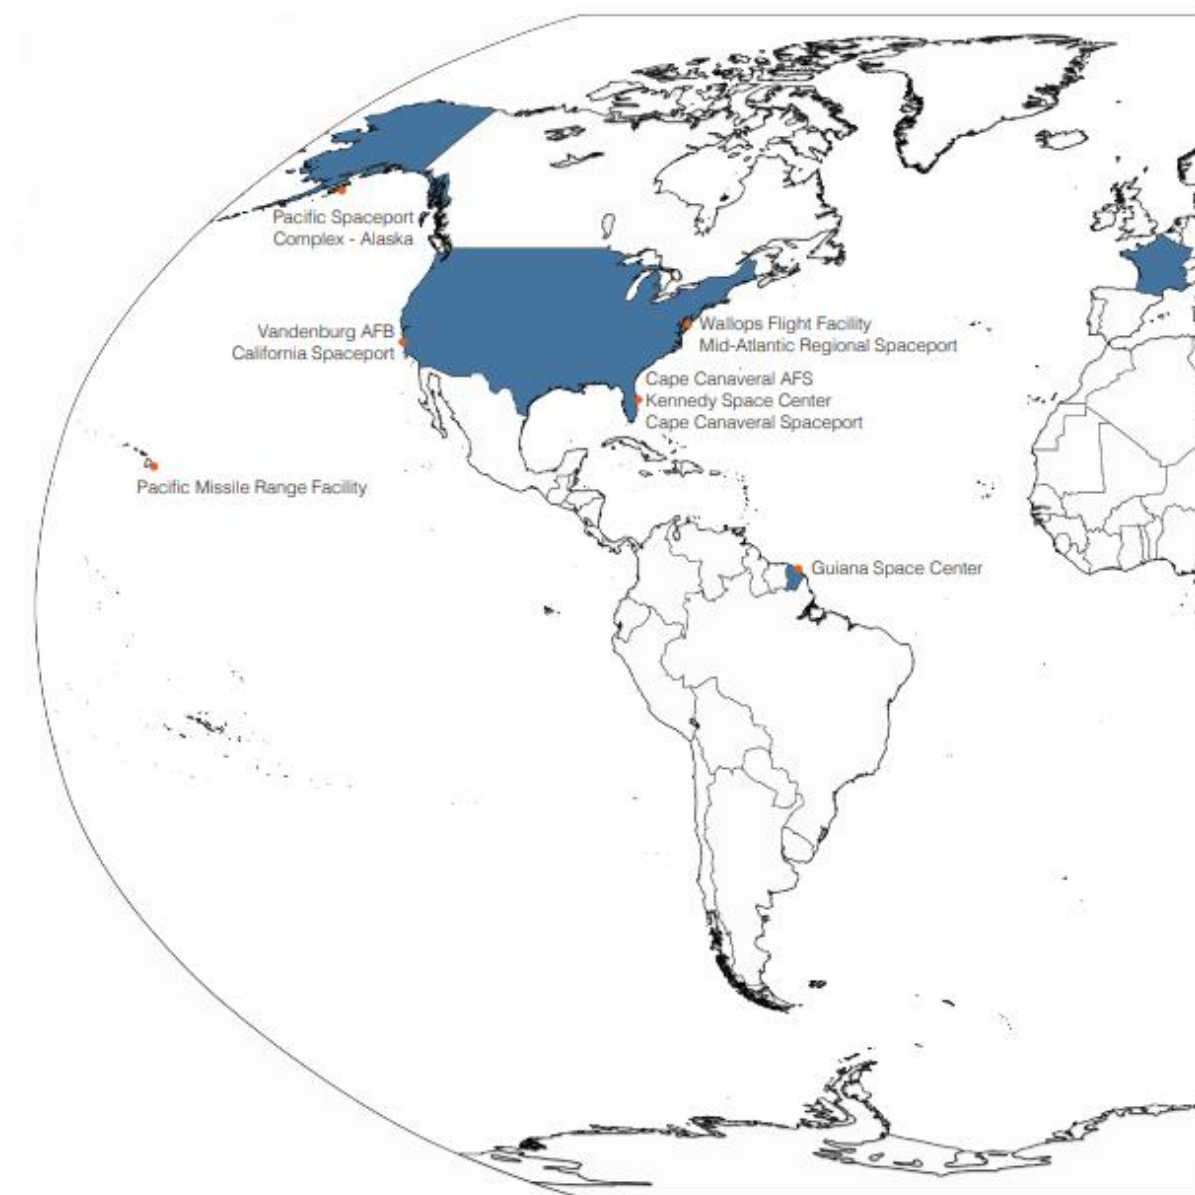 Pacific Spaceport
Complex - Alaska
Vandenburg AFB
California Spaceport
Wallops Flight Facility
Mid-Atlantic Regional Spaceport
Cape Canaveral AFS
Kennedy Space Center
Cape Canaveral Spaceport
Pacific Missile Range Facility
Guiana Space Center